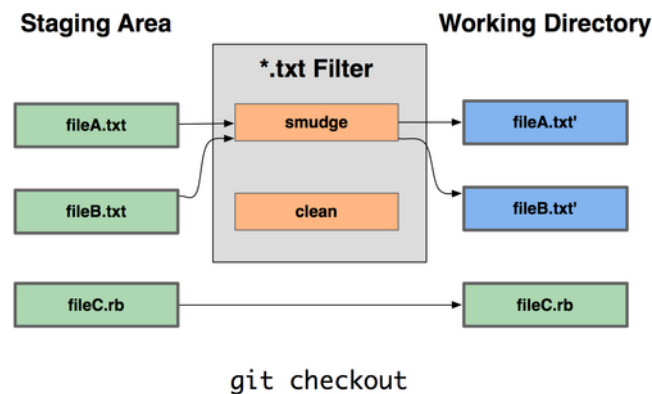 Staging Area
Working Directory
*.txt Filter
fileA.txt
smudge
fileA.txt'
fileB.txt
clean
fileB.txt'
fileC.rb
fileC.rb
git checkout